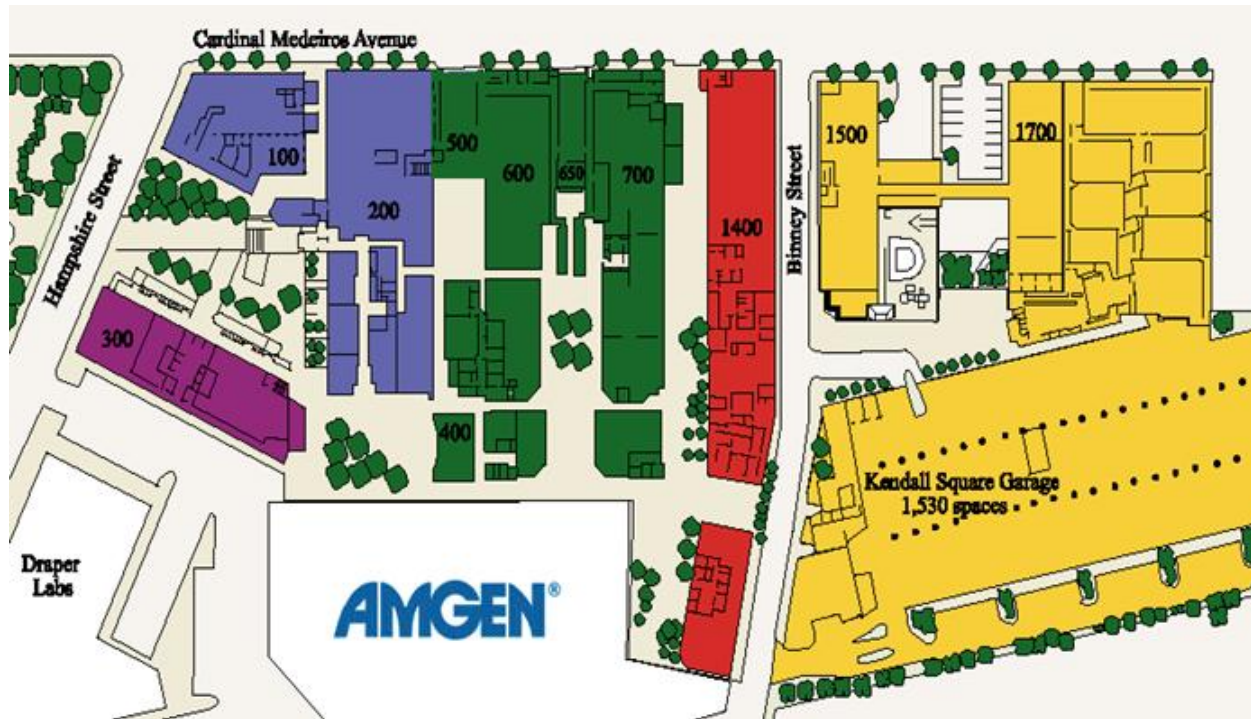 Cardinal Medeiros Avenue
Hampshire Street
100
200
300
400
500
600
650
700
1400
Binney Street
1500
1700
Kendall Square Garage
1,530 spaces
Draper
Labs
AMGEN®